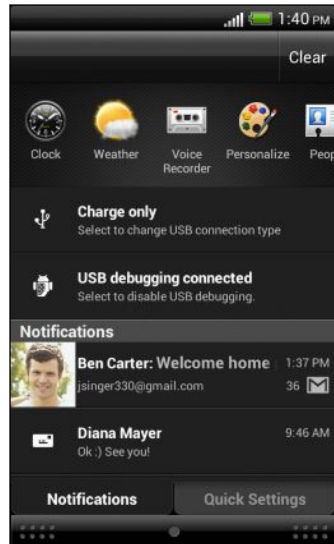 1:40 PM
Clear
Clock Weather Voice Recorder Personalize Peop
Charge only
Select to change USB connection type
USB debugging connected
Select to disable USB debugging.
Notifications
Ben Carter: Welcome home 1:37 PM
jsinger330@gmail.com 36
Diana Mayer 9:46 AM
Ok :) See you!
Notifications Quick Settings